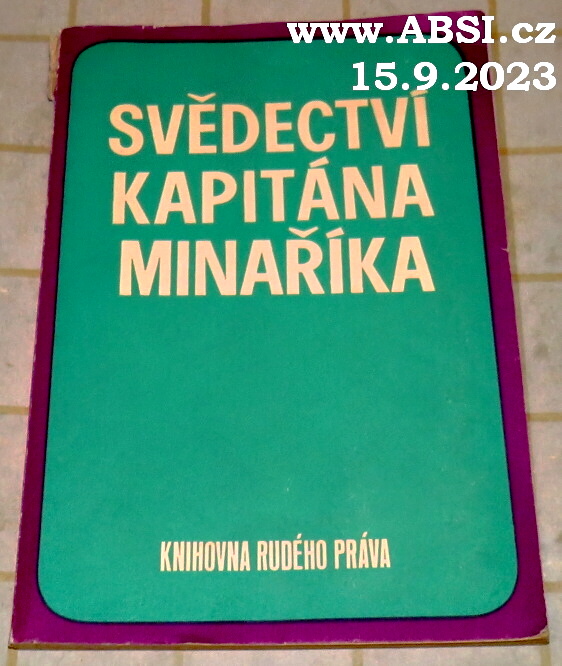 www.ABSI.cz
15.9.2023
SVĚDECTVÍ
KAPITÁNA
MINAŘÍKA
KNIHOVNA RUDÉHO PRÁVA